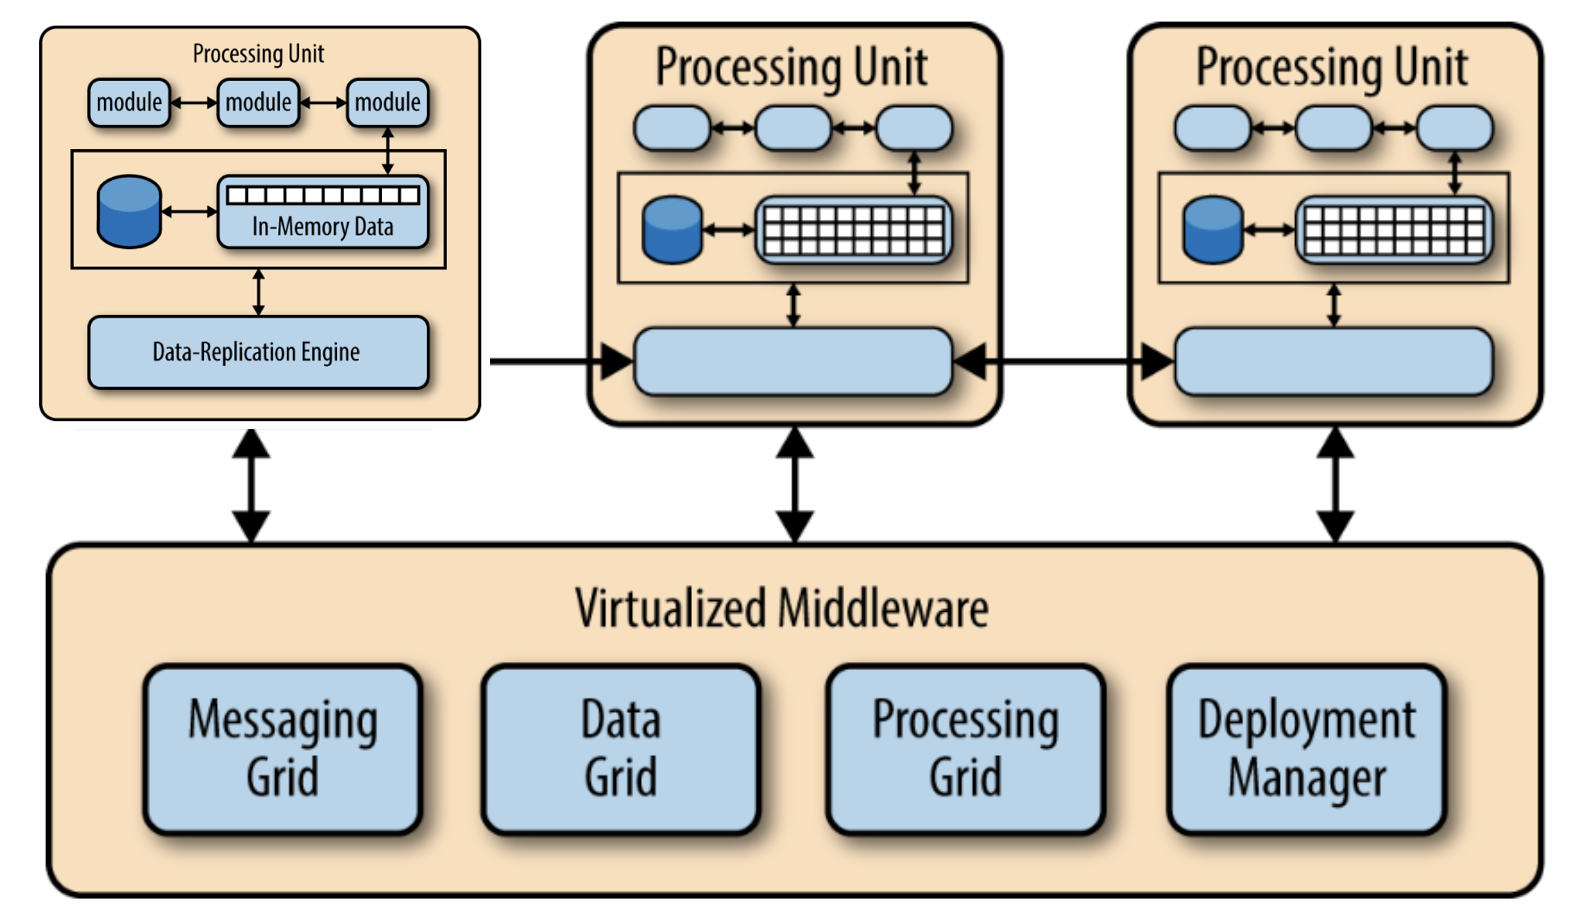 Processing Unit
module
module
module
In-Memory Data
Data-Replication Engine
Processing Unit
Processing Unit
Virtualized Middleware
Messaging
Grid
Data
Grid
Processing
Grid
Deployment
Manager